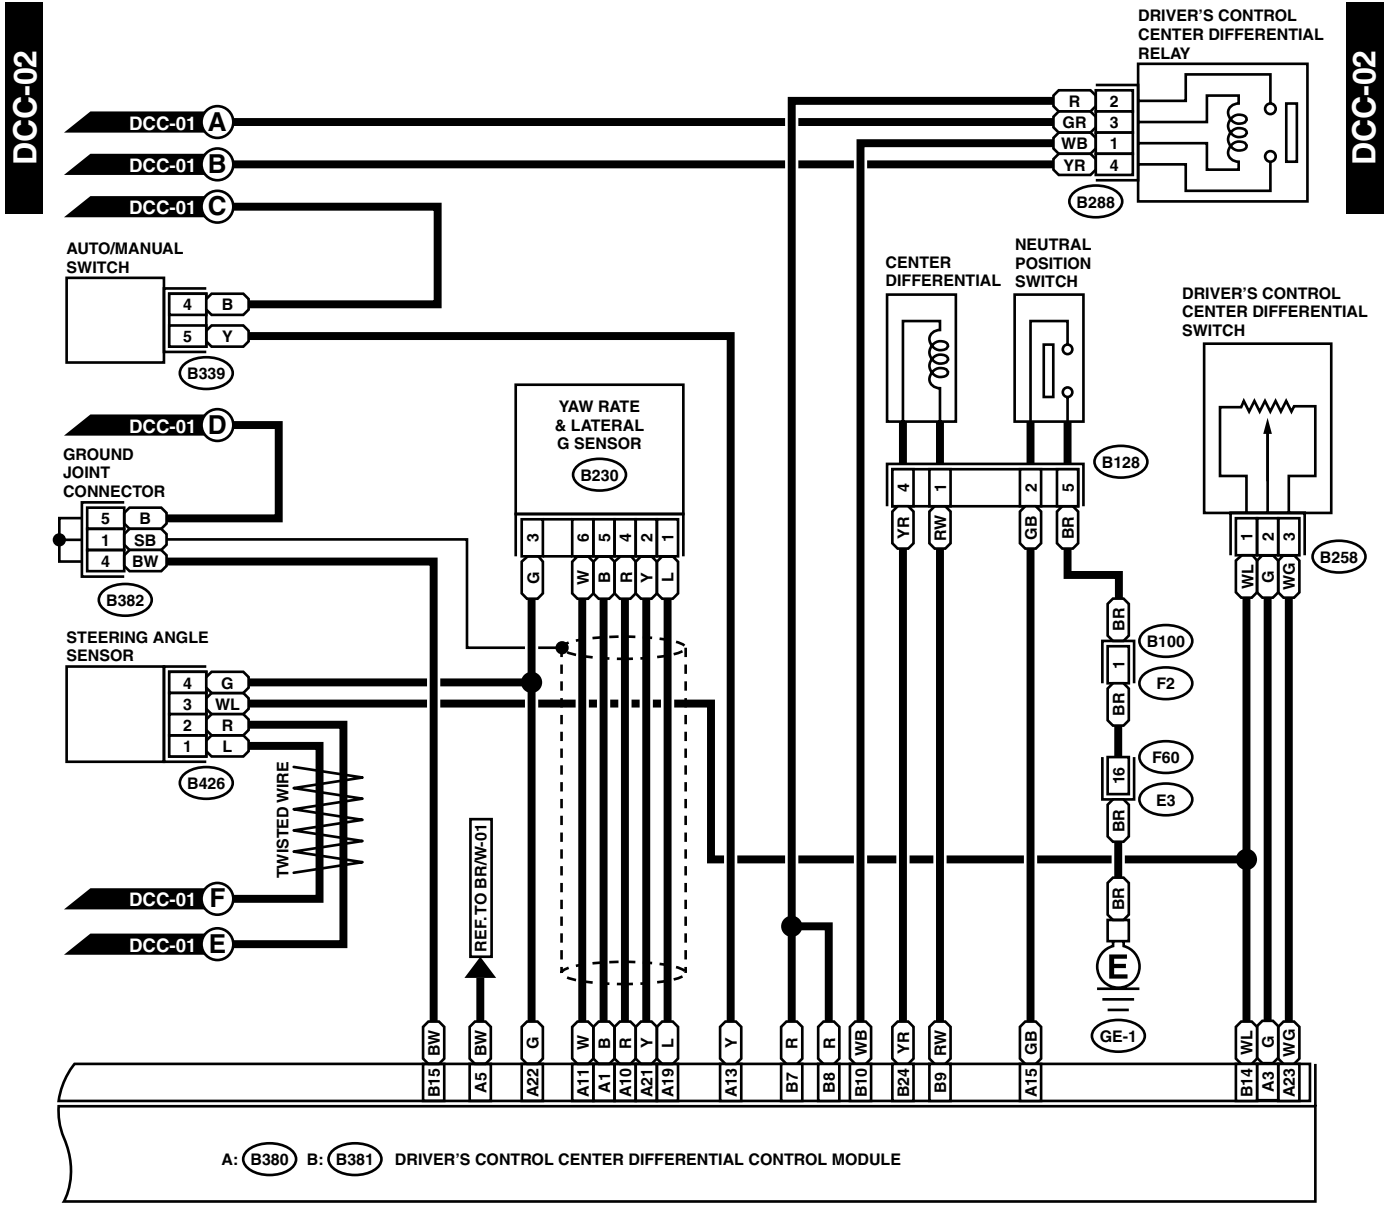 DCC-02
DCC-02
DRIVER'S CONTROL
CENTER DIFFERENTIAL
RELAY
R 2
GR 3
WB 1
YR 4
B288
DCC-01 A
DCC-01 B
DCC-01 C
AUTO/MANUAL
SWITCH
4 B
5 Y
B339
DCC-01 D
GROUND
JOINT
CONNECTOR
5 B
1 SB
4 BW
B382
STEERING ANGLE
SENSOR
4 G
3 WL
2 R
1 L
B426
TWISTED WIRE
DCC-01 F
DCC-01 E
REF. TO BR/W-01
YAW RATE
& LATERAL
G SENSOR
B230
3 6 5 4 2 1
G W B R Y L
CENTER
DIFFERENTIAL
NEUTRAL
POSITION
SWITCH
B128
4 1 2 5
YR RW GB BR
BR
B100
1
F2
BR
F60
16
E3
BR
BR
E
GE-1
DRIVER'S CONTROL
CENTER DIFFERENTIAL
SWITCH
1 2 3
B258
WL G WG
BW BW G W B R Y L Y R R WB YR RW GB WL G WG
B15 A5 A22 A11 A1 A10 A21 A19 A13 B7 B8 B10 B24 B9 A15 B14 A3 A23
A: B380 B: B381 DRIVER'S CONTROL CENTER DIFFERENTIAL CONTROL MODULE